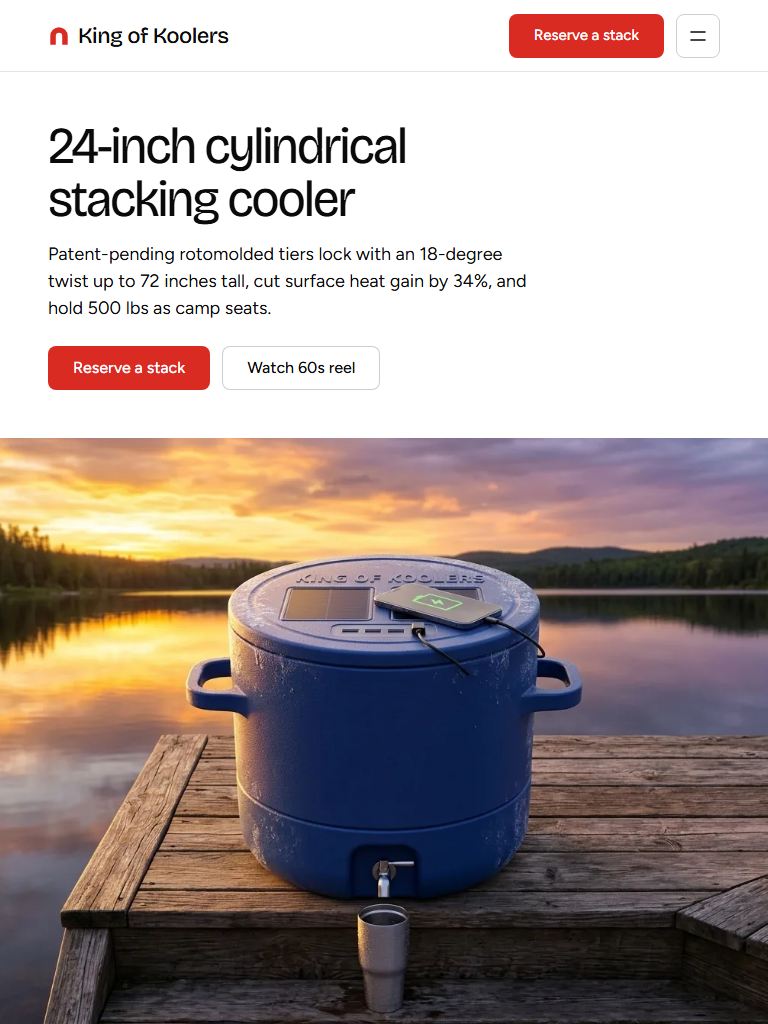 King of Koolers
Reserve a stack
24-inch cylindrical
stacking cooler
Patent-pending rotomolded tiers lock with an 18-degree
twist up to 72 inches tall, cut surface heat gain by 34%, and
hold 500 lbs as camp seats.
Reserve a stack
Watch 60s reel
KING OF KOOLERS